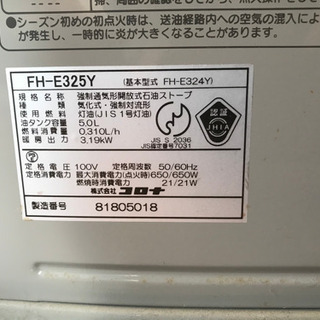 ●シーズン初めの初点火時は、送油経路内への空気の混入によ
が発生し、一時的に炎が大きくなることがあります。
FH-E325Y (基本型式 FH-E324Y)
規格 強制通気形開放式石油ストーブ
種類 気化式・強制対流形
使用燃料 灯油(JIS1号灯油)
油タンク容量 5.0L
燃料消費量 0.310L/h
暖房出力 3.19kW
認証
JHIA
JIS S 2036
JIS認定番号7031
定格電圧 100V 定格周波数 50/60Hz
定格消費電力 最大消費電力(点火時) 650/650W
燃焼時消費電力 21/21W
株式会社 コロナ
製造番号 81805018